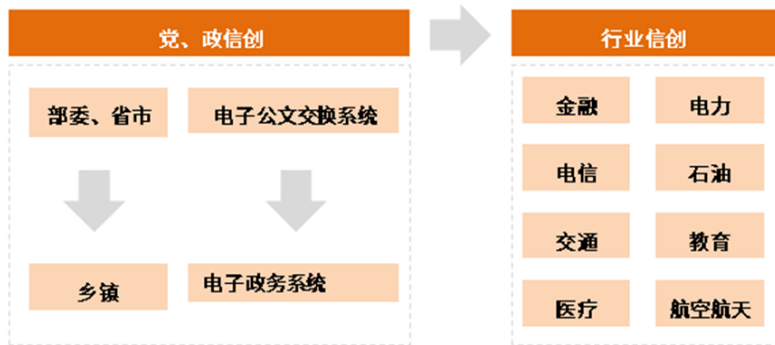 党、政信创
行业信创
部委、省市
电子公文交换系统
乡镇
电子政务系统
金融
电力
电信
石油
交通
教育
医疗
航空航天